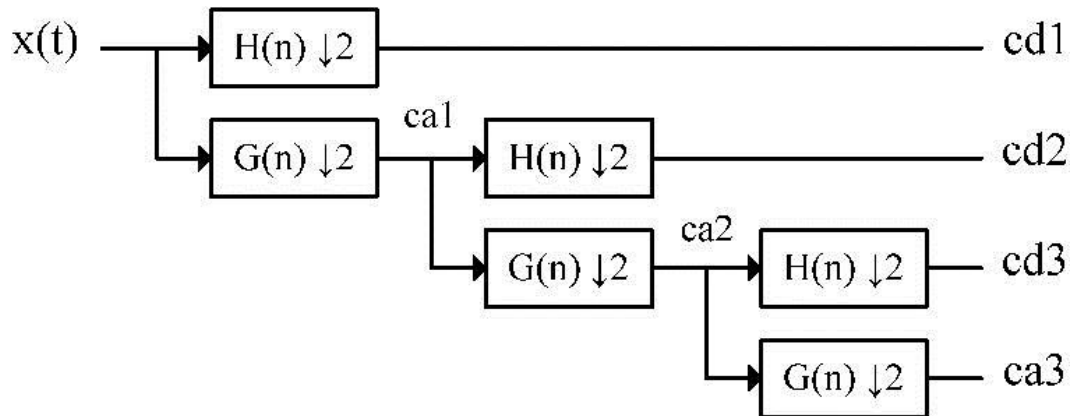 x(t) H(n) ↓2 cd1
G(n) ↓2 ca1 H(n) ↓2 cd2
G(n) ↓2 ca2 H(n) ↓2 cd3
G(n) ↓2 ca3